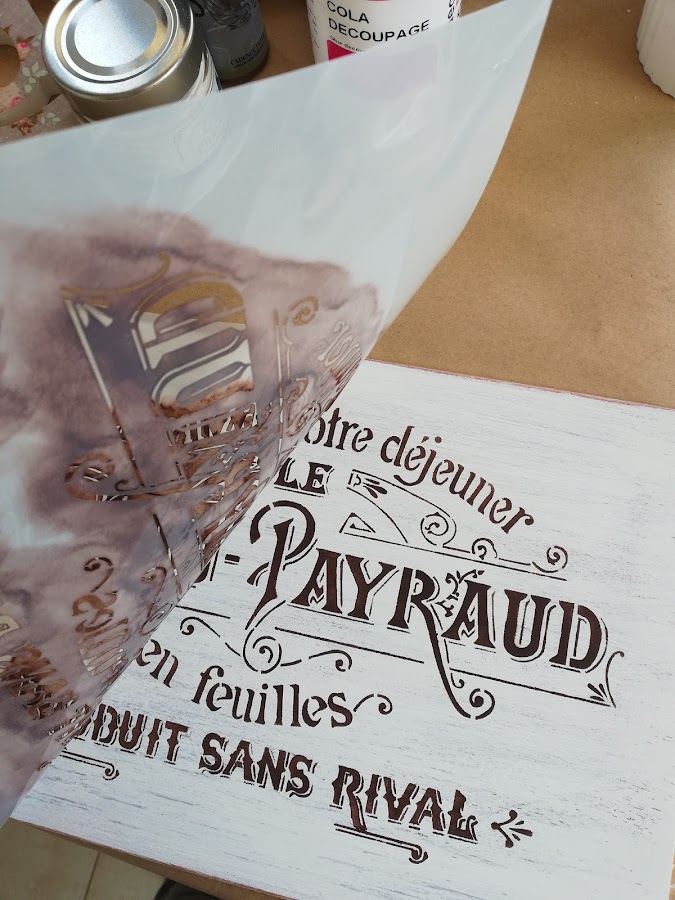 COLA
DECOUPAGE
otre déjeuner
LE
-PAYRAUD
en feuilles
DUIT SANS
RIVAL